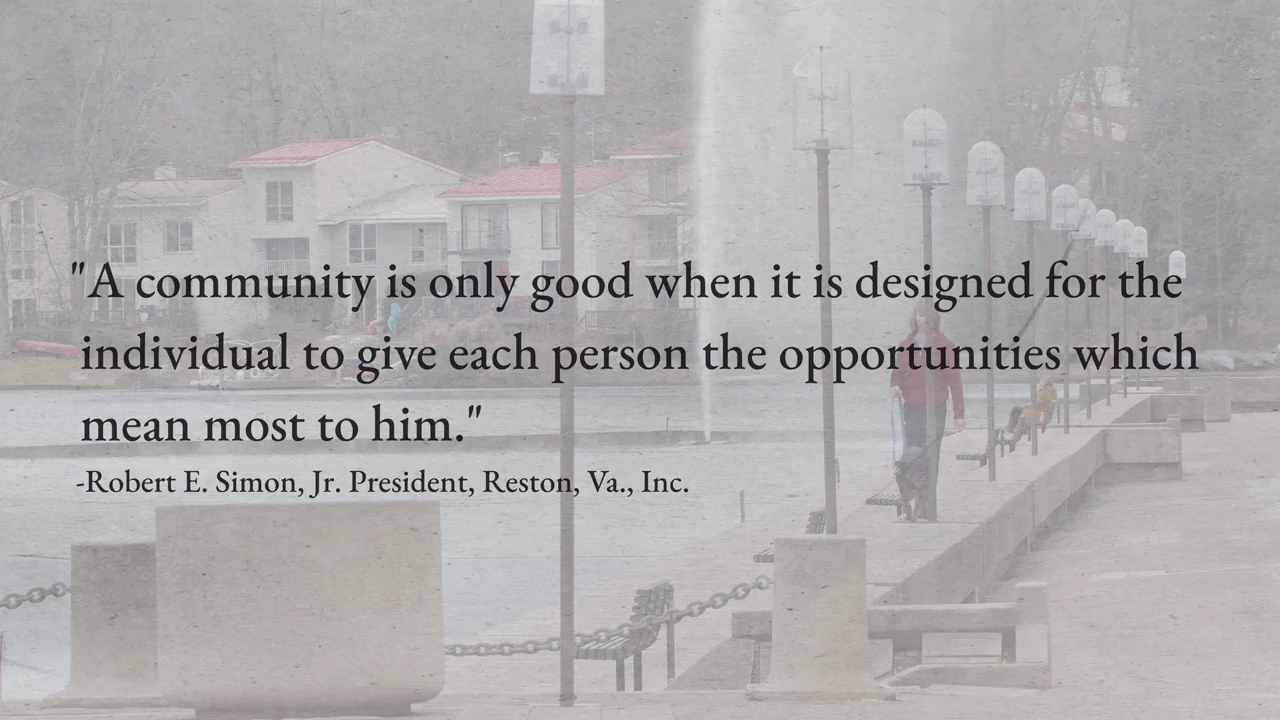 "A community is only good when it is designed for the
individual to give each person the opportunities which
mean most to him."
-Robert E. Simon, Jr. President, Reston, Va., Inc.